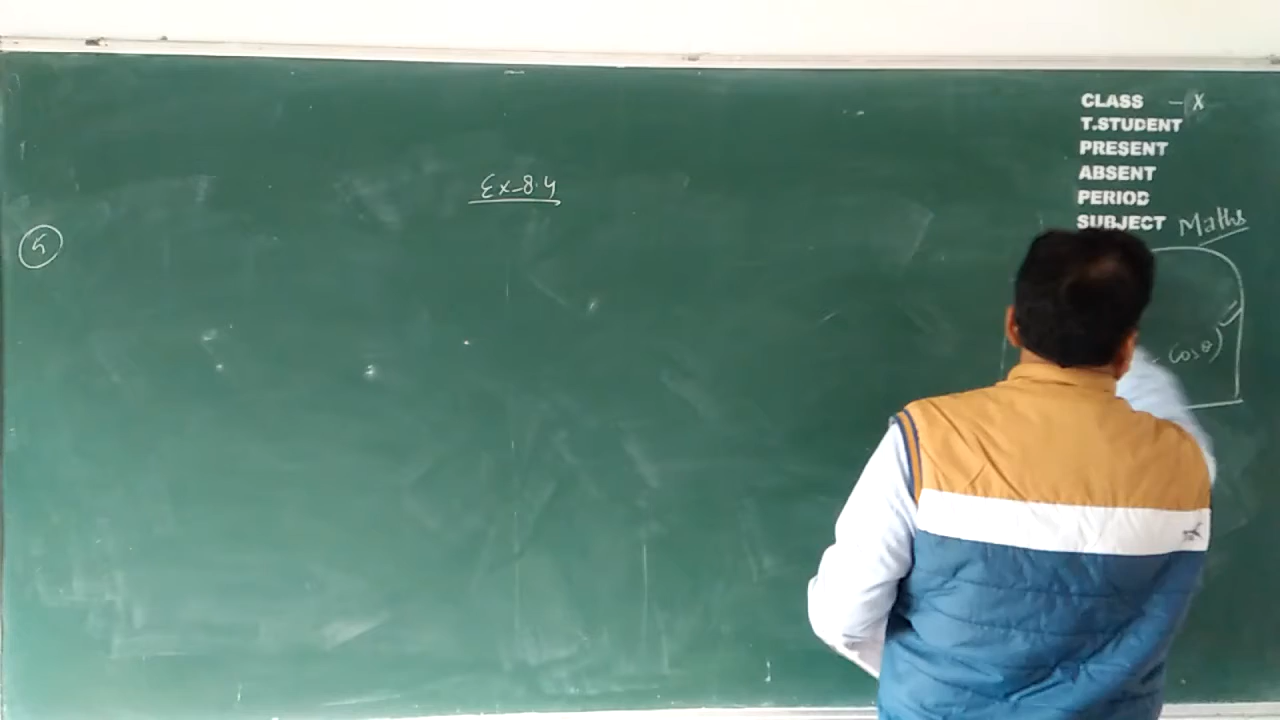 CLASS - X
T.STUDENT
PRESENT
ABSENT
PERIOD
SUBJECT Maths
Ex-8.4
5
- Cosθ)